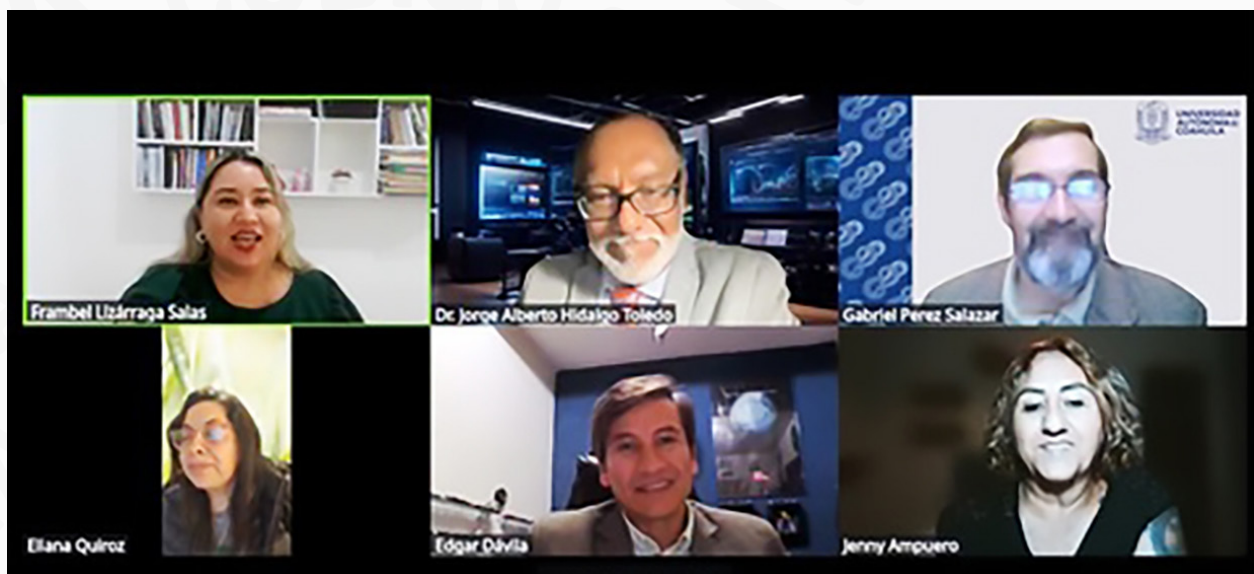 UNIVERSIDAD
AUTÓNOMA DE
COAHUILA
Frambel Lizárraga Salas
Dr. Jorge Alberto Hidalgo Toledo
Gabriel Perez Salazar
Eliana Quiroz
Edgar Dávila
Jenny Ampuero